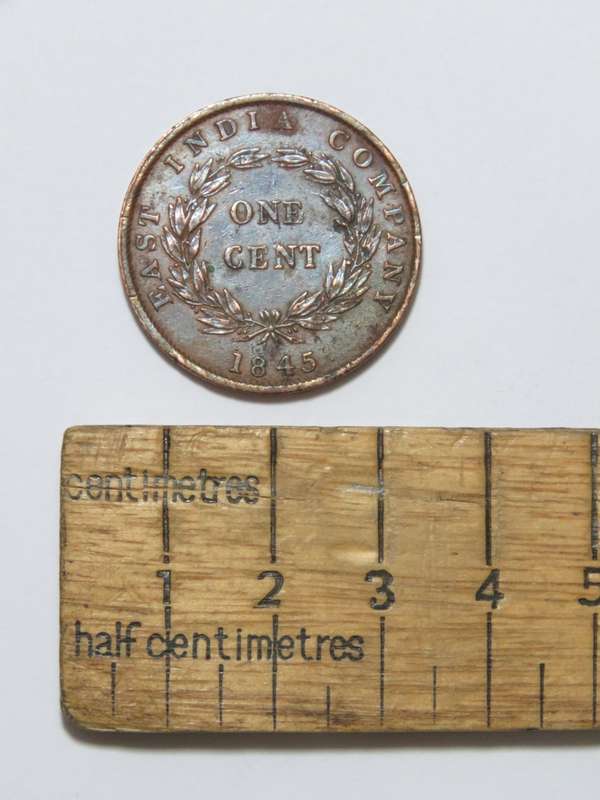 EAST INDIA COMPANY
ONE
CENT
1845
centimetres
1 2 3 4 5
half centimetres